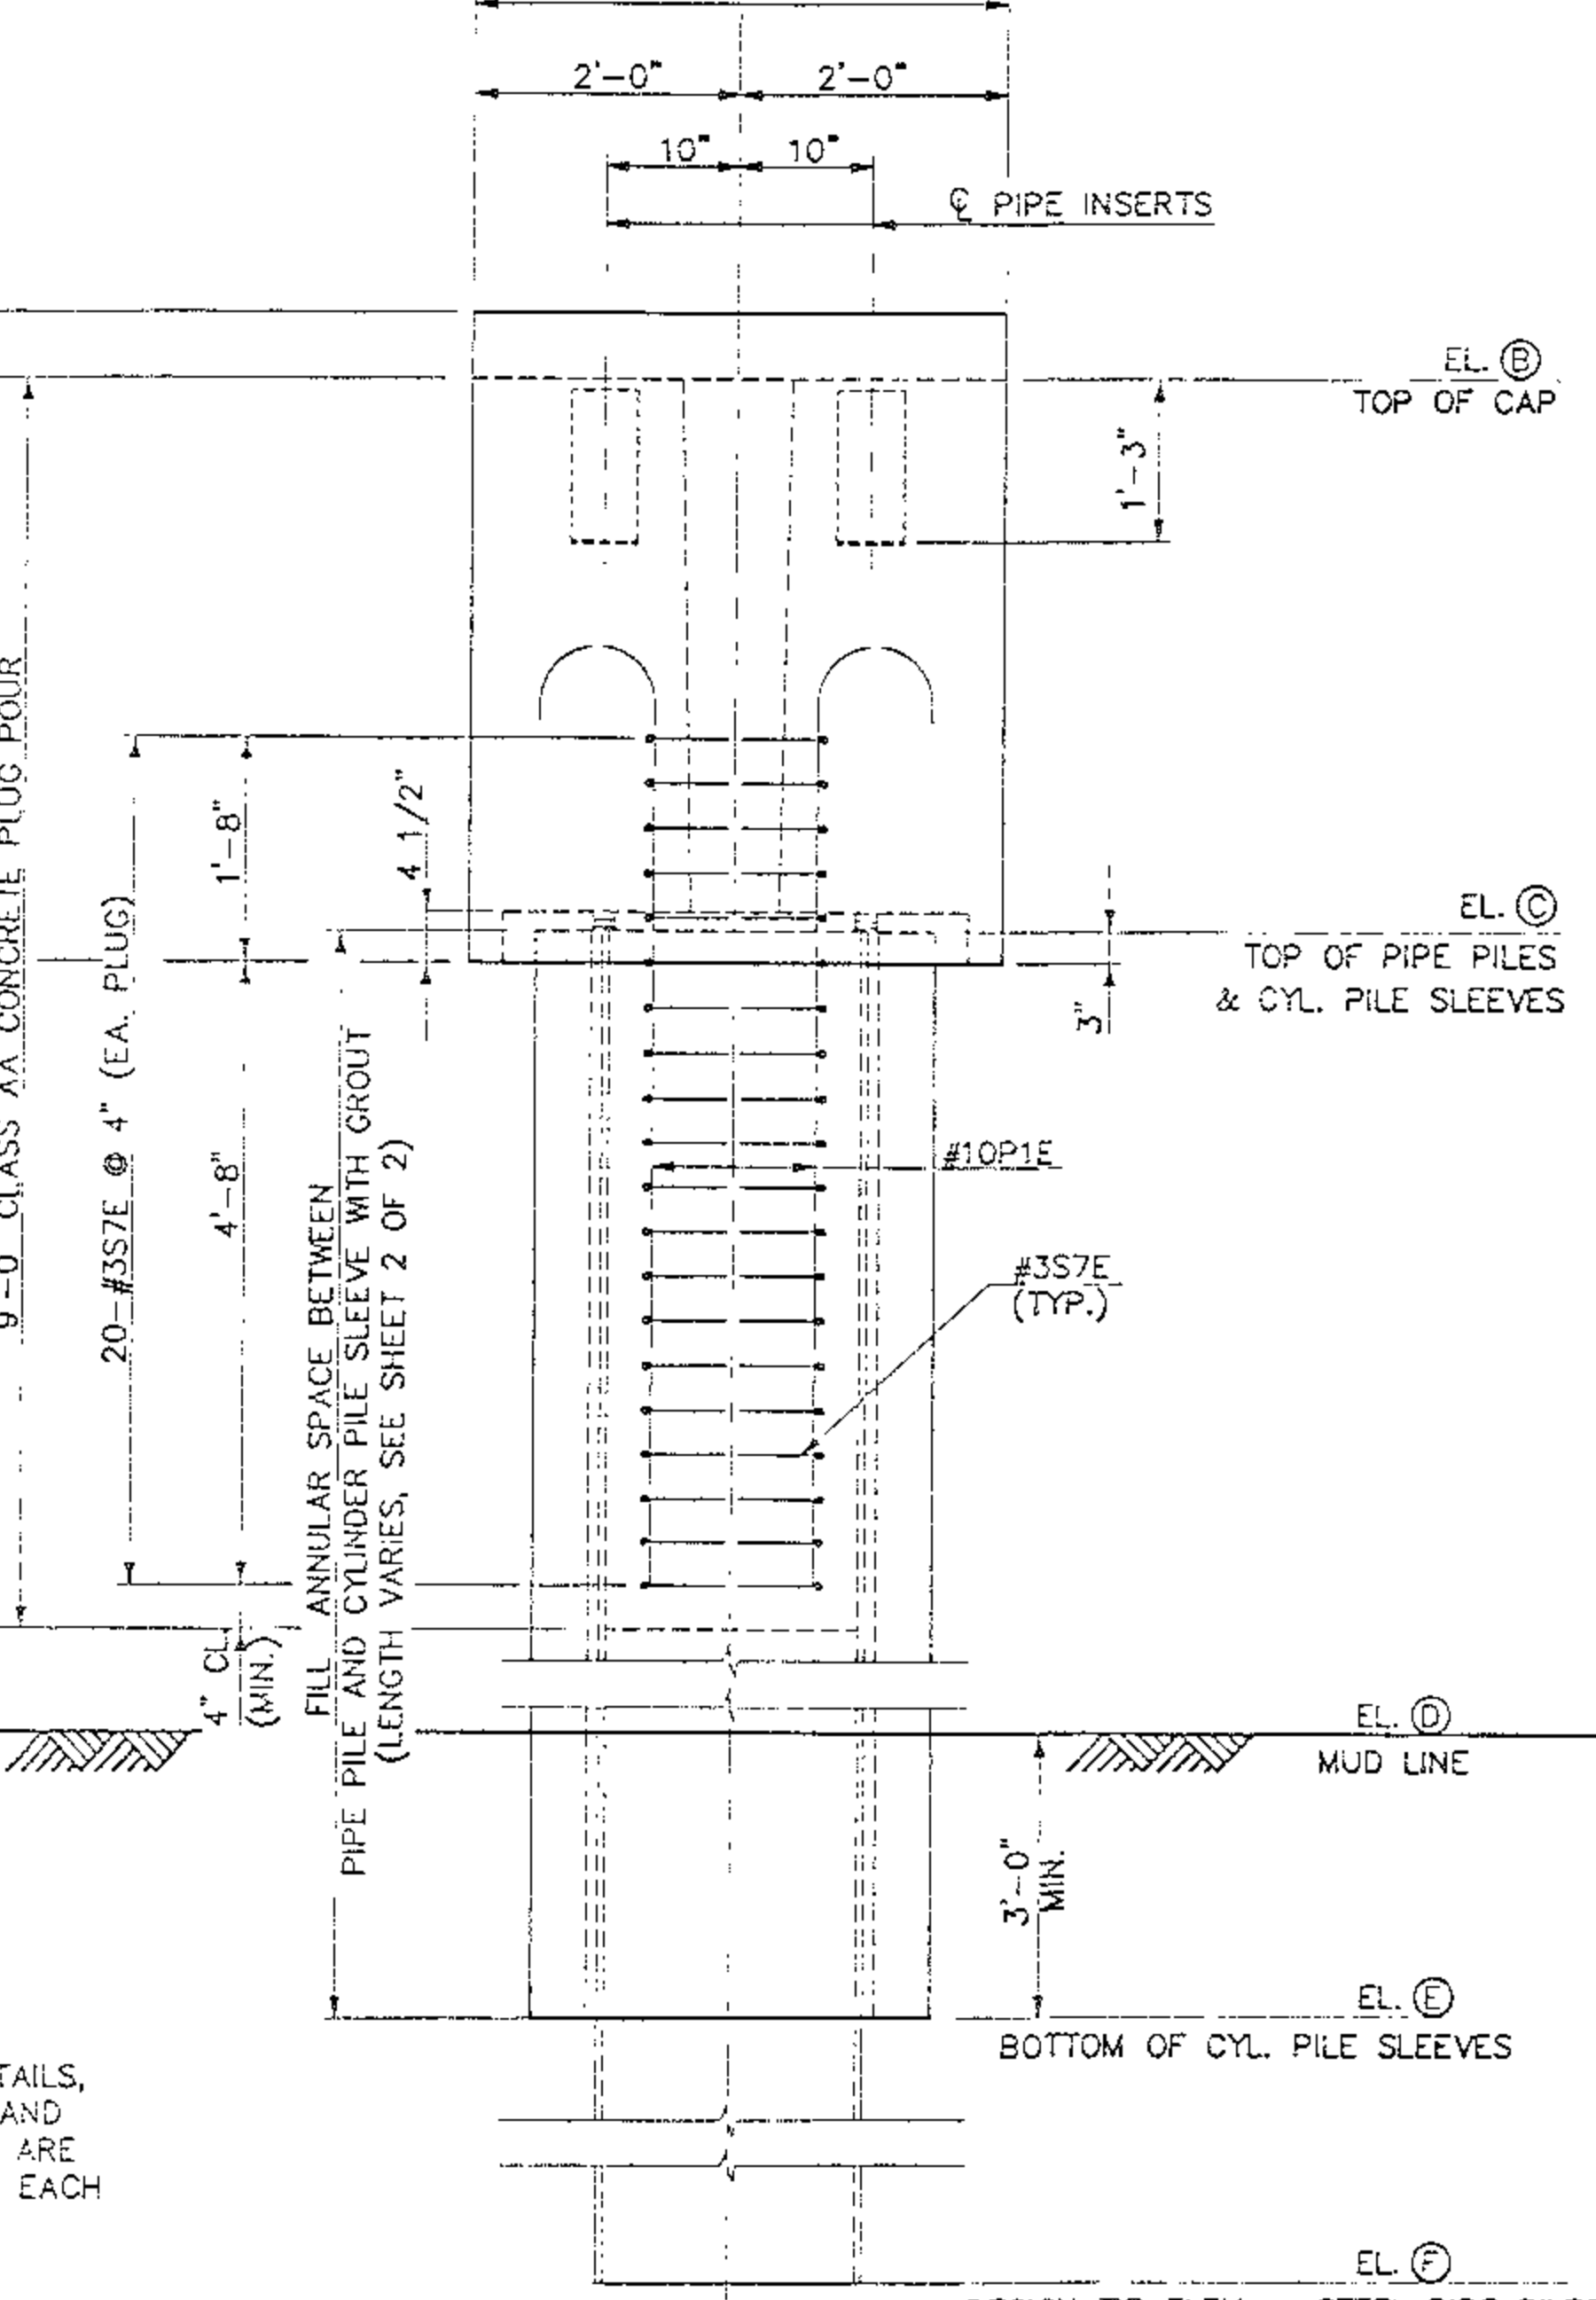 2'-0" 2'-0"
10" 10"
℄ PIPE INSERTS
EL. B
TOP OF CAP
1'-3"
9'-0 CLASS AA CONCRETE PLUG POUR
20-#3S7E @ 4" (EA. PLUG)
1'-8"
4'-8"
4 1/2"
EL. C
TOP OF PIPE PILES
& CYL. PILE SLEEVES
3"
FILL ANNULAR SPACE BETWEEN
PIPE PILE AND CYLINDER PILE SLEEVE WITH GROUT
(LENGTH VARIES, SEE SHEET 2 OF 2)
#10P1E
#3S7E
(TYP.)
4" CL.
(MIN.)
EL. D
MUD LINE
3'-0"
MIN.
EL. E
BOTTOM OF CYL. PILE SLEEVES
TAILS,
AND
ARE
EACH
EL. F